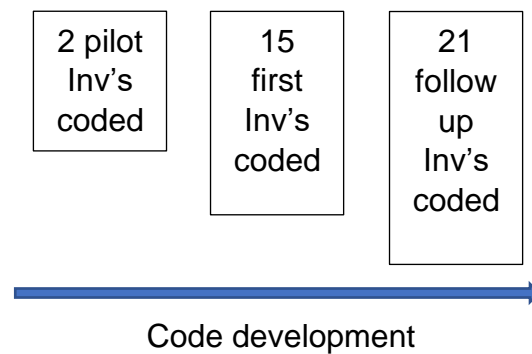 2 pilot
Inv’s
coded
15
first
Inv’s
coded
21
follow
up
Inv’s
coded
Code development